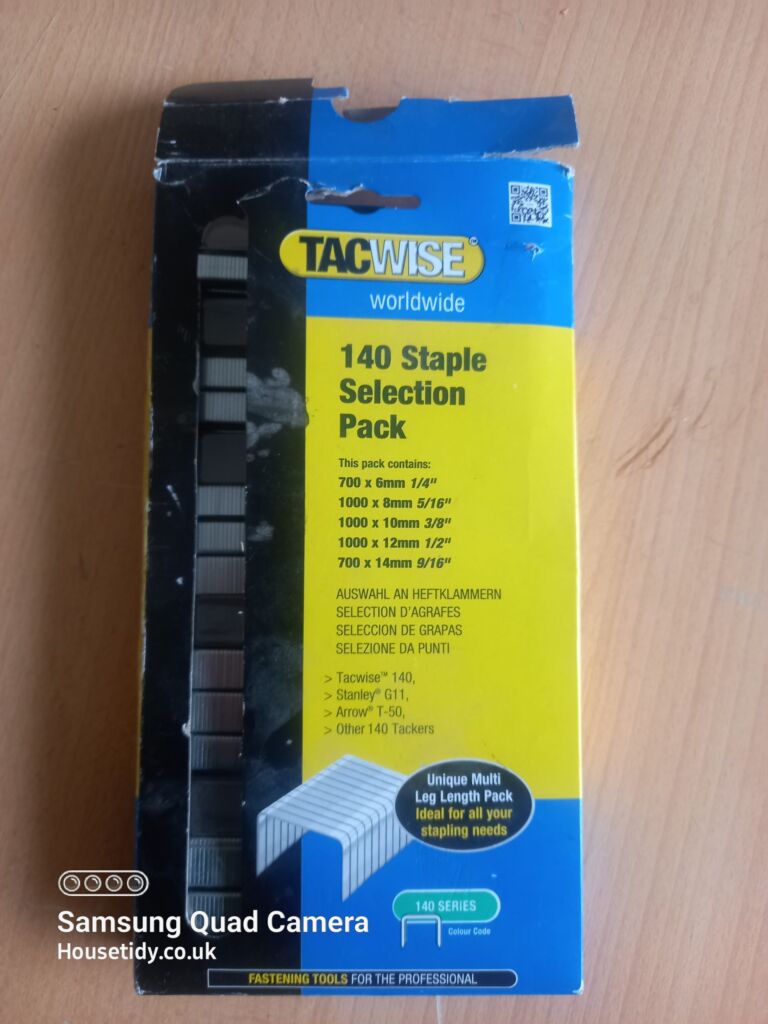 TACWISE™
worldwide
140 Staple
Selection
Pack
This pack contains:
700 x 6mm 1/4"
1000 x 8mm 5/16"
1000 x 10mm 3/8"
1000 x 12mm 1/2"
700 x 14mm 9/16"
AUSWAHL AN HEFTKLAMMERN
SELECTION D'AGRAFES
SELECCION DE GRAPAS
SELEZIONE DA PUNTI
> Tacwise™ 140,
> Stanley® G11,
> Arrow® T-50,
> Other 140 Tackers
Unique Multi
Leg Length Pack
Ideal for all your
stapling needs
140 SERIES
Colour Code
Samsung Quad Camera
Housetidy.co.uk
FASTENING TOOLS FOR THE PROFESSIONAL